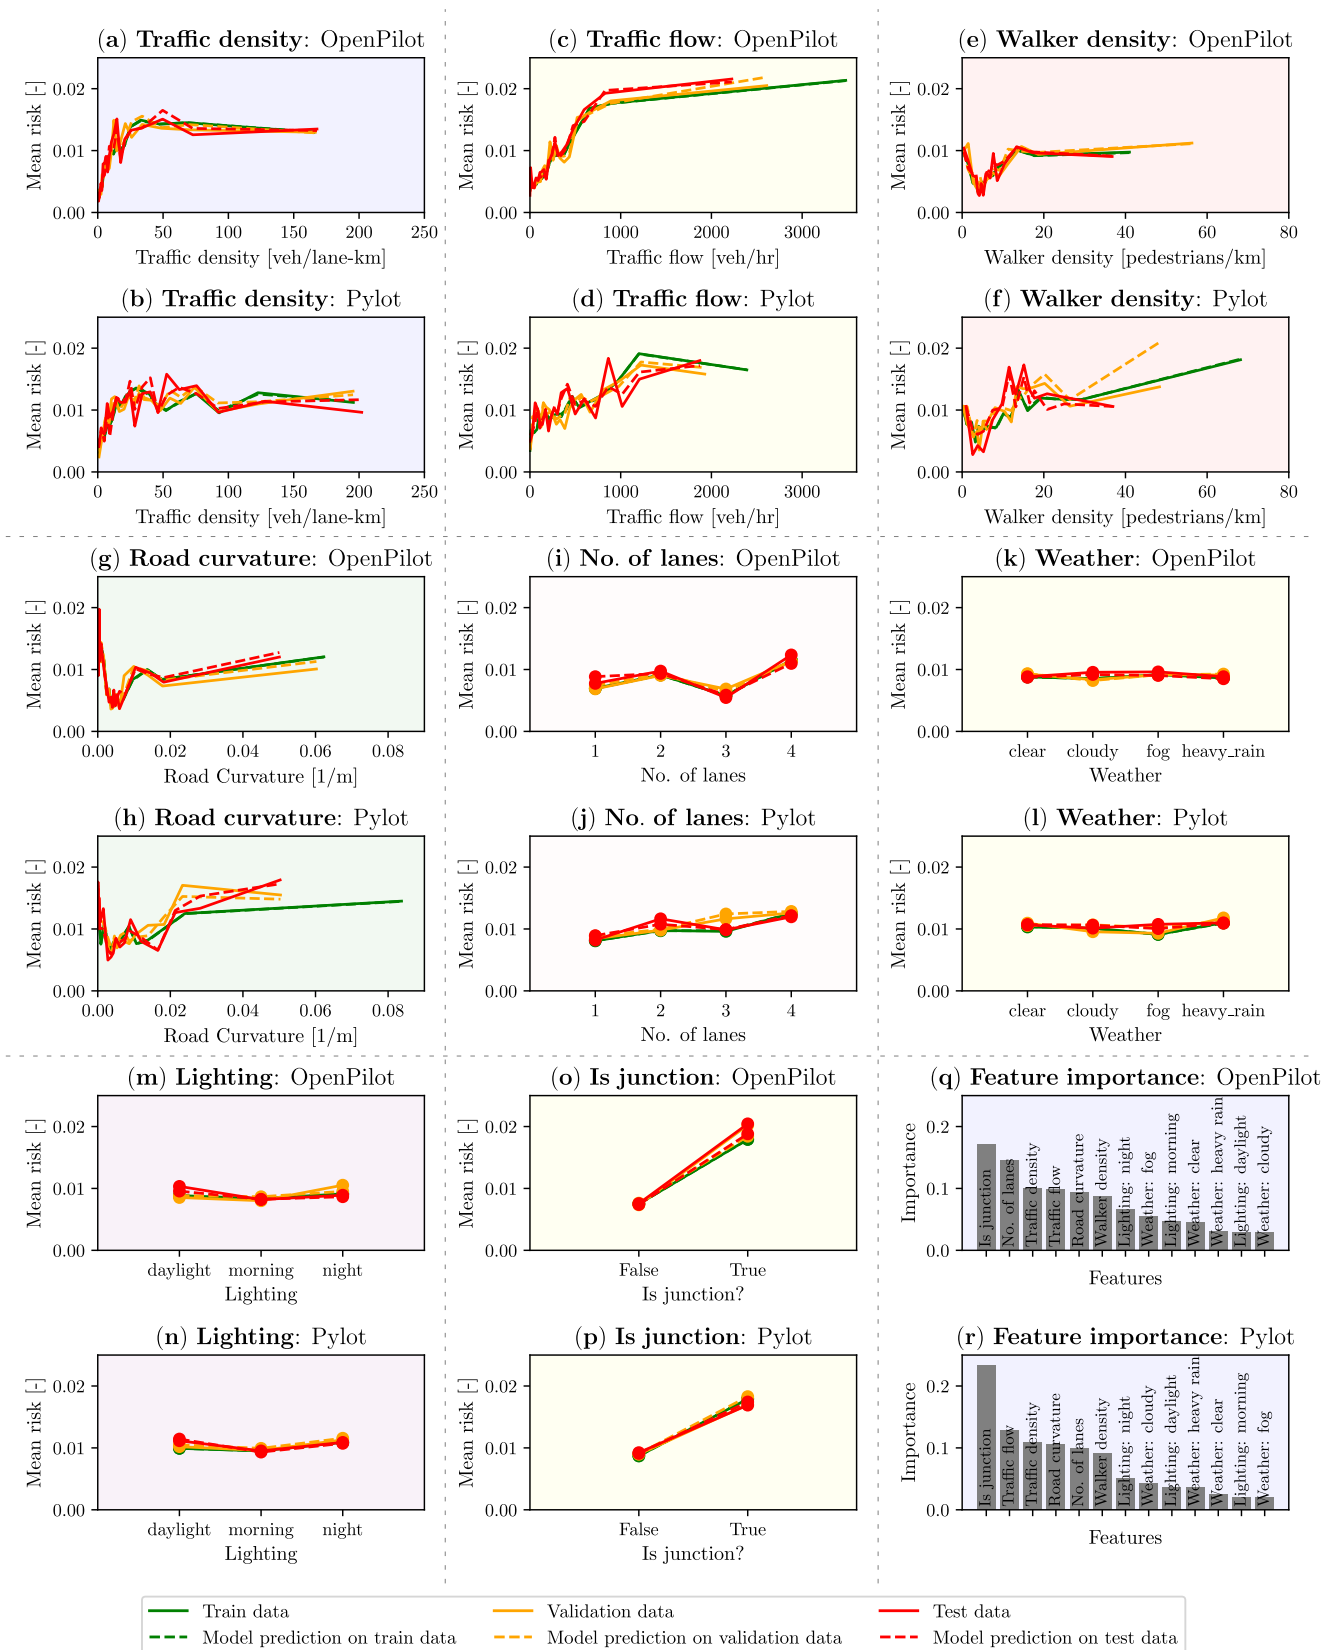 (a) Traffic density: OpenPilot
Mean risk [-]
0.02
0.01
0.00
0 50 100 150 200 250
Traffic density [veh/lane-km]
(c) Traffic flow: OpenPilot
Mean risk [-]
0.02
0.01
0.00
0 1000 2000 3000
Traffic flow [veh/hr]
(e) Walker density: OpenPilot
Mean risk [-]
0.02
0.01
0.00
0 20 40 60 80
Walker density [pedestrians/km]
(b) Traffic density: Pylot
Mean risk [-]
0.02
0.01
0.00
0 50 100 150 200 250
Traffic density [veh/lane-km]
(d) Traffic flow: Pylot
Mean risk [-]
0.02
0.01
0.00
0 1000 2000 3000
Traffic flow [veh/hr]
(f) Walker density: Pylot
Mean risk [-]
0.02
0.01
0.00
0 20 40 60 80
Walker density [pedestrians/km]
(g) Road curvature: OpenPilot
Mean risk [-]
0.02
0.01
0.00
0.00 0.02 0.04 0.06 0.08
Road Curvature [1/m]
(i) No. of lanes: OpenPilot
Mean risk [-]
0.02
0.01
0.00
1 2 3 4
No. of lanes
(k) Weather: OpenPilot
Mean risk [-]
0.02
0.01
0.00
clear cloudy fog heavy_rain
Weather
(h) Road curvature: Pylot
Mean risk [-]
0.02
0.01
0.00
0.00 0.02 0.04 0.06 0.08
Road Curvature [1/m]
(j) No. of lanes: Pylot
Mean risk [-]
0.02
0.01
0.00
1 2 3 4
No. of lanes
(l) Weather: Pylot
Mean risk [-]
0.02
0.01
0.00
clear cloudy fog heavy_rain
Weather
(m) Lighting: OpenPilot
Mean risk [-]
0.02
0.01
0.00
daylight morning night
Lighting
(o) Is junction: OpenPilot
Mean risk [-]
0.02
0.01
0.00
False True
Is junction?
(q) Feature importance: OpenPilot
Importance
0.2
0.1
0.0
Is junction
No. of lanes
Traffic density
Traffic flow
Road curvature
Walker density
Lighting: night
Weather: fog
Lighting: morning
Weather: clear
Weather: heavy rain
Lighting: daylight
Weather: cloudy
Features
(n) Lighting: Pylot
Mean risk [-]
0.02
0.01
0.00
daylight morning night
Lighting
(p) Is junction: Pylot
Mean risk [-]
0.02
0.01
0.00
False True
Is junction?
(r) Feature importance: Pylot
Importance
0.2
0.1
0.0
Is junction
Traffic flow
Traffic density
Road curvature
No. of lanes
Walker density
Lighting: night
Weather: cloudy
Lighting: daylight
Weather: heavy rain
Weather: clear
Lighting: morning
Weather: fog
Features
Train data
Validation data
Test data
Model prediction on train data
Model prediction on validation data
Model prediction on test data